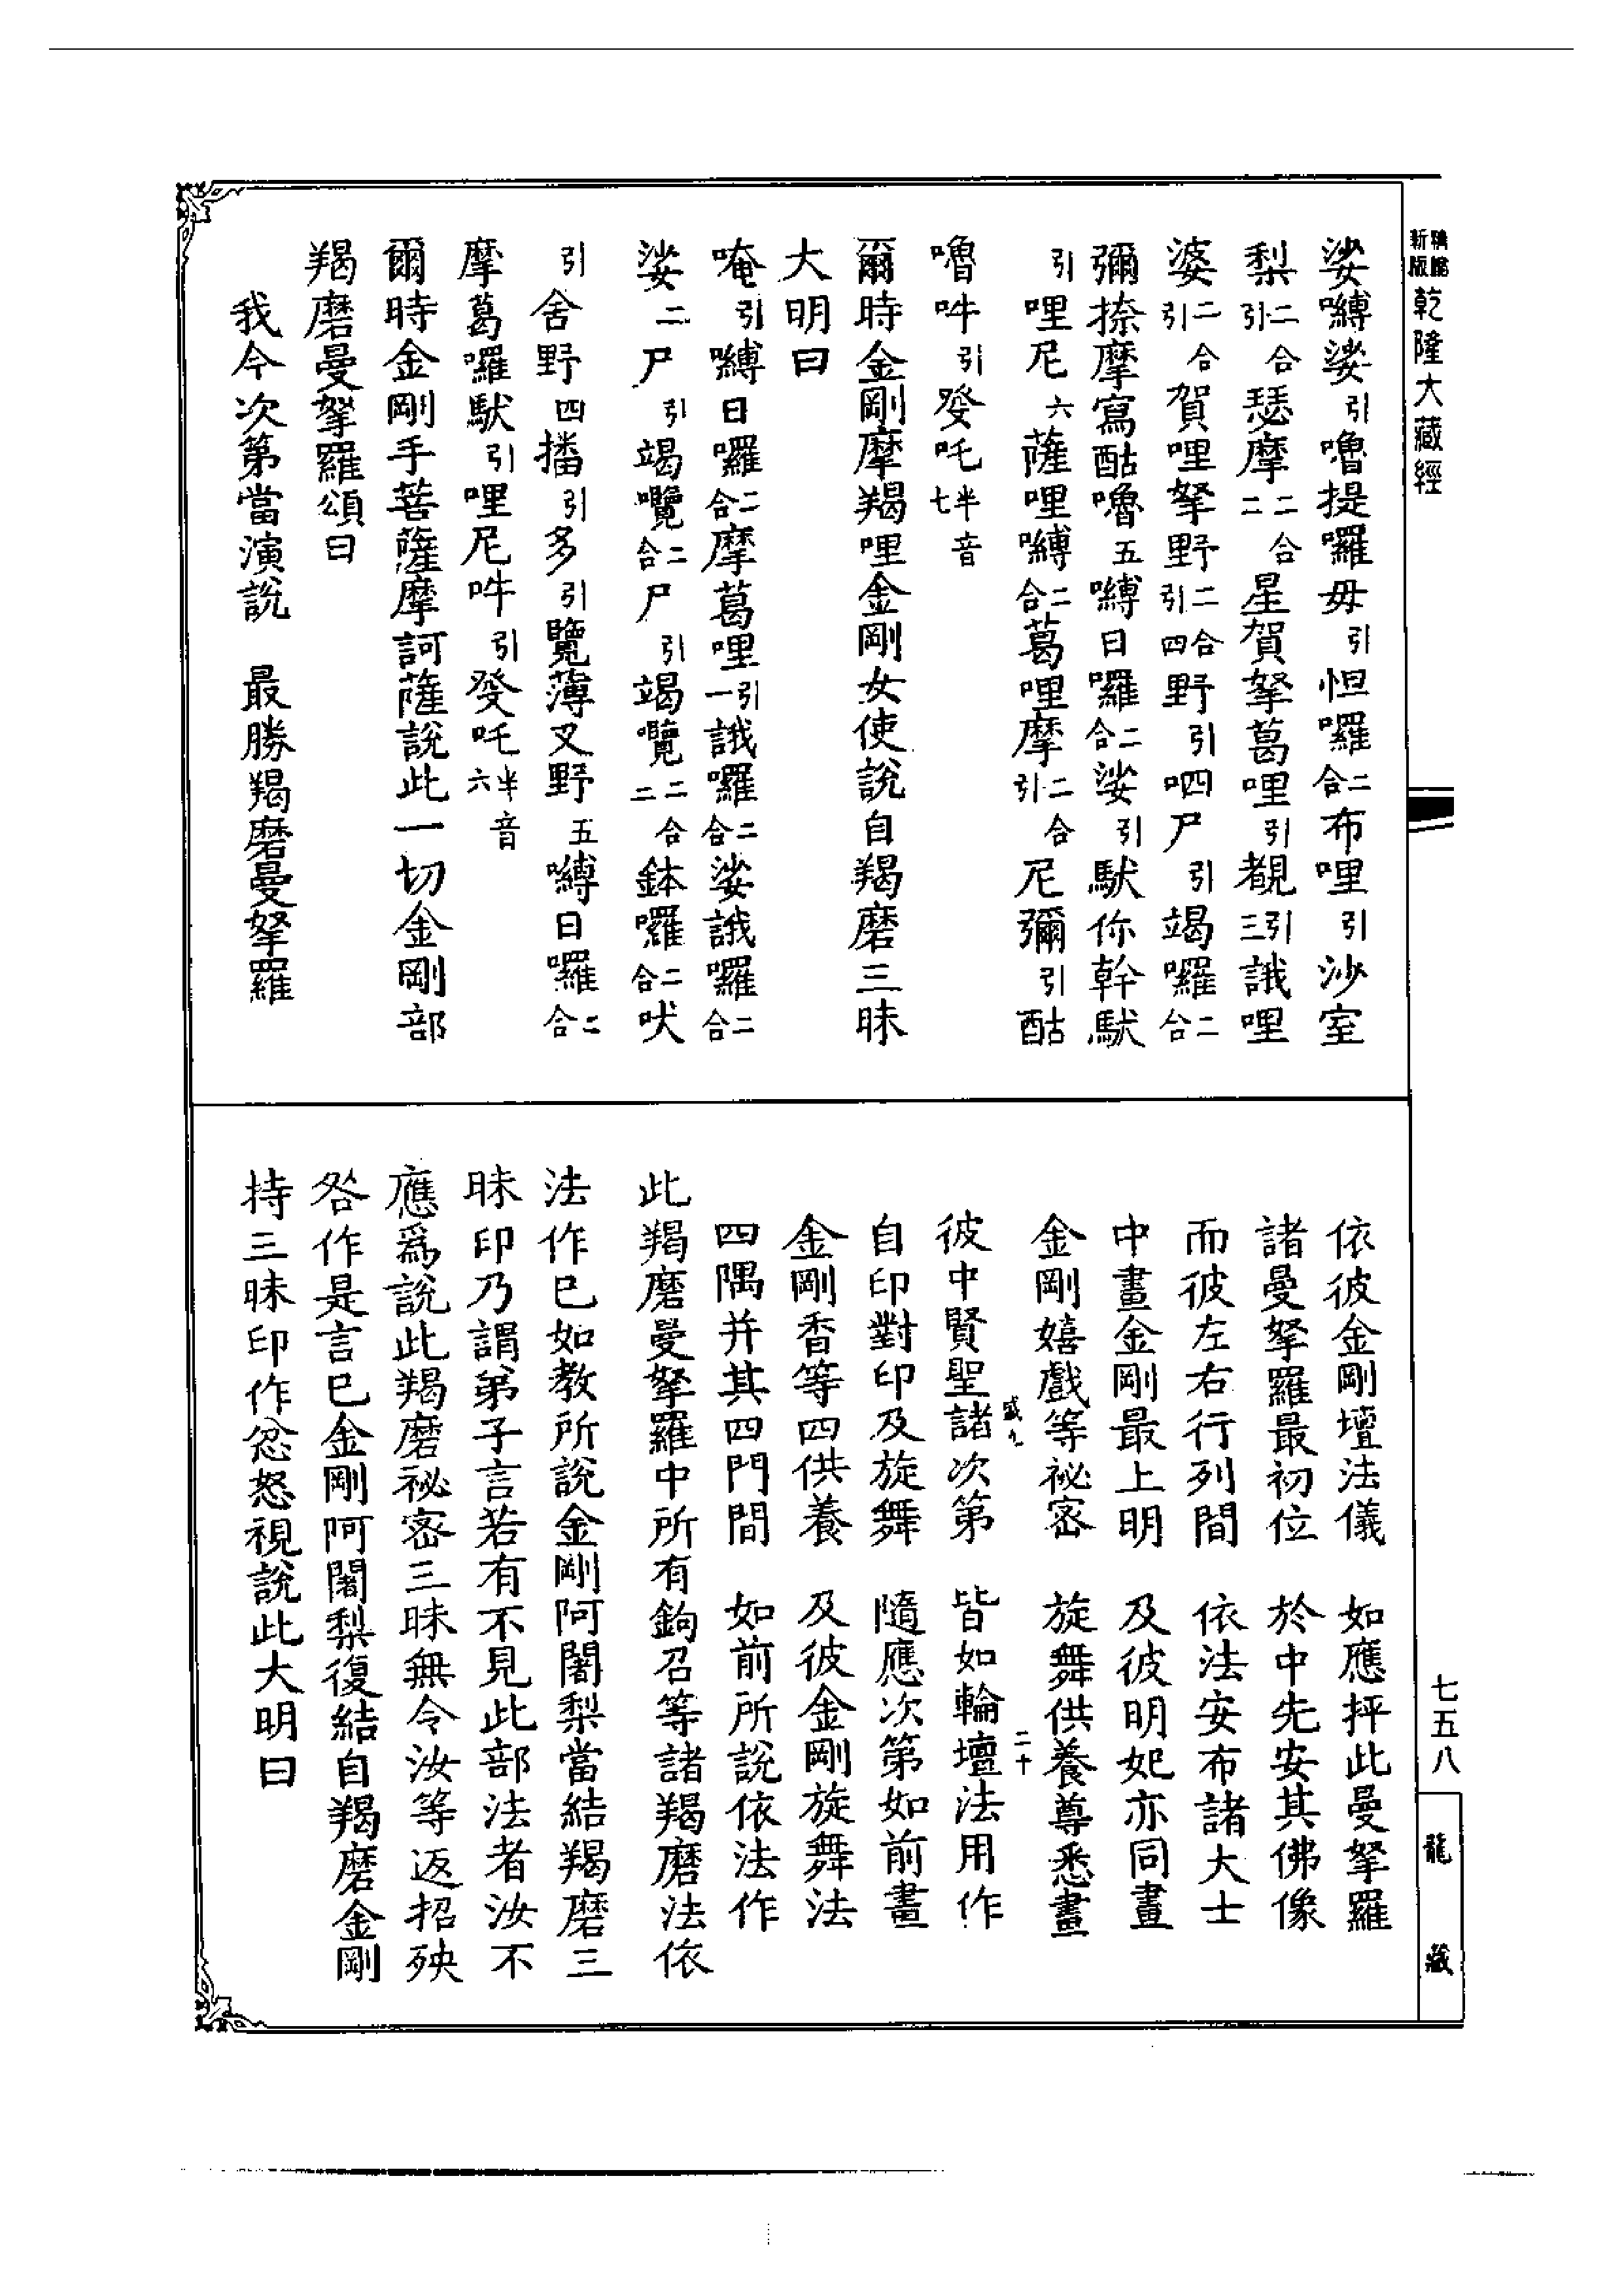 新版
乾隆大藏經
娑嚩娑引嚕提囉毋引怛囉二合布哩引沙室
梨二合引瑟摩二合二星賀拏葛哩引覩引三誐哩
婆二合引賀哩拏野二合引四野引呬尸引竭囉二合
彌捺摩寫酤嚕五嚩日囉二合娑引馱你幹馱
引哩尼六薩哩嚩二合葛哩摩二合引尼彌引酤
嚕吽引發吒半音七
爾時金剛摩羯哩金剛女使說自羯磨三昧
大明曰
唵引嚩日囉二合摩葛哩引一誐囉二合娑誐囉二合
娑二尸引竭囕二合尸引竭囕二合三鉢囉二合吠
引舍野四播引多引覽薄叉野五嚩日囉二合
摩葛囉馱引哩尼吽引發吒半音六
爾時金剛手菩薩摩訶薩說此一切金剛部
羯磨曼拏羅頌曰
我今次第當演說　最勝羯磨曼拏羅
依彼金剛壇法儀　如應抨此曼拏羅
諸曼拏羅最初位　於中先安其佛像
而彼左右行列間　依法安布諸大士
中畫金剛最上明　及彼明妃亦同畫
金剛嬉戲等祕密　旋舞供養尊悉畫
二十
彼中賢聖諸次第　皆如輪壇法用作
自印對印及旋舞　隨應次第如前畫
金剛香等四供養　及彼金剛旋舞法
四隅并其四門間　如前所說依法作
此羯磨曼拏羅中所有鉤召等諸羯磨法依
法作已如教所說金剛阿闍梨當結羯磨三
昧印乃謂弟子言若有不見此部法者汝不
應爲說此羯磨祕密三昧無令汝等返招殃
咎作是言已金剛阿闍梨復結自羯磨金剛
持三昧印作忿怒視說此大明曰
七五八
龍藏